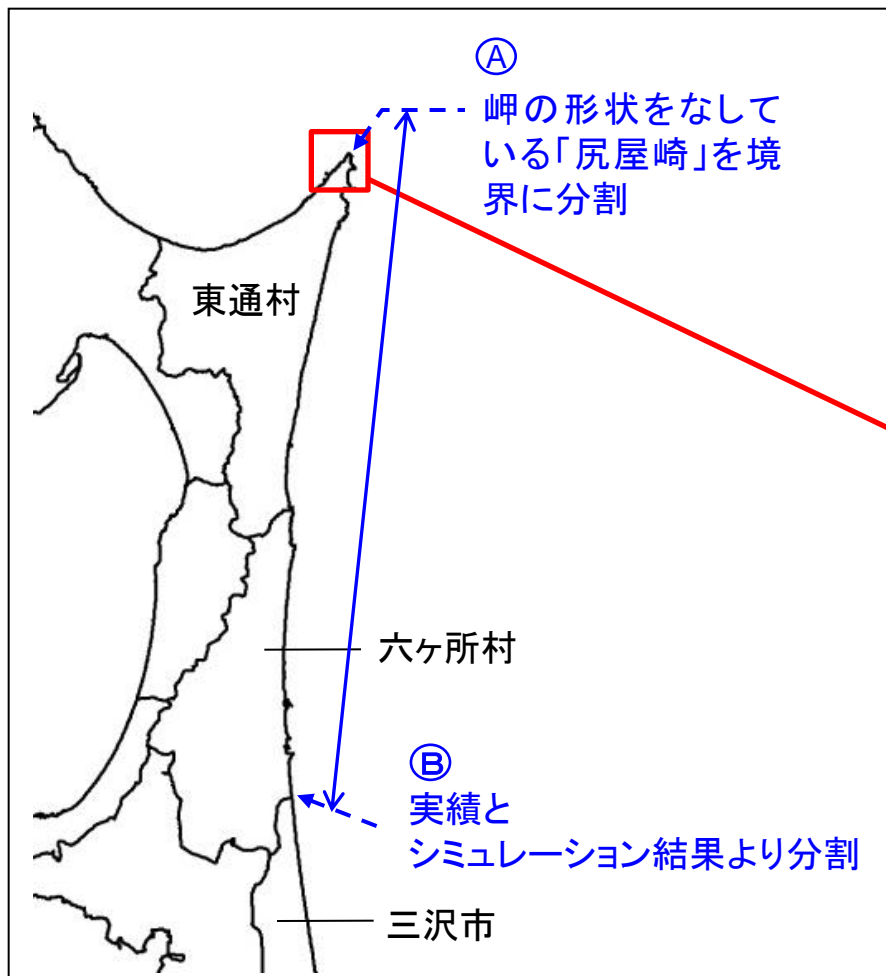 Ⓐ
岬の形状をなして
いる「尻屋崎」を境
界に分割
東通村
六ヶ所村
Ⓑ
実績と
シミュレーション結果より分割
三沢市